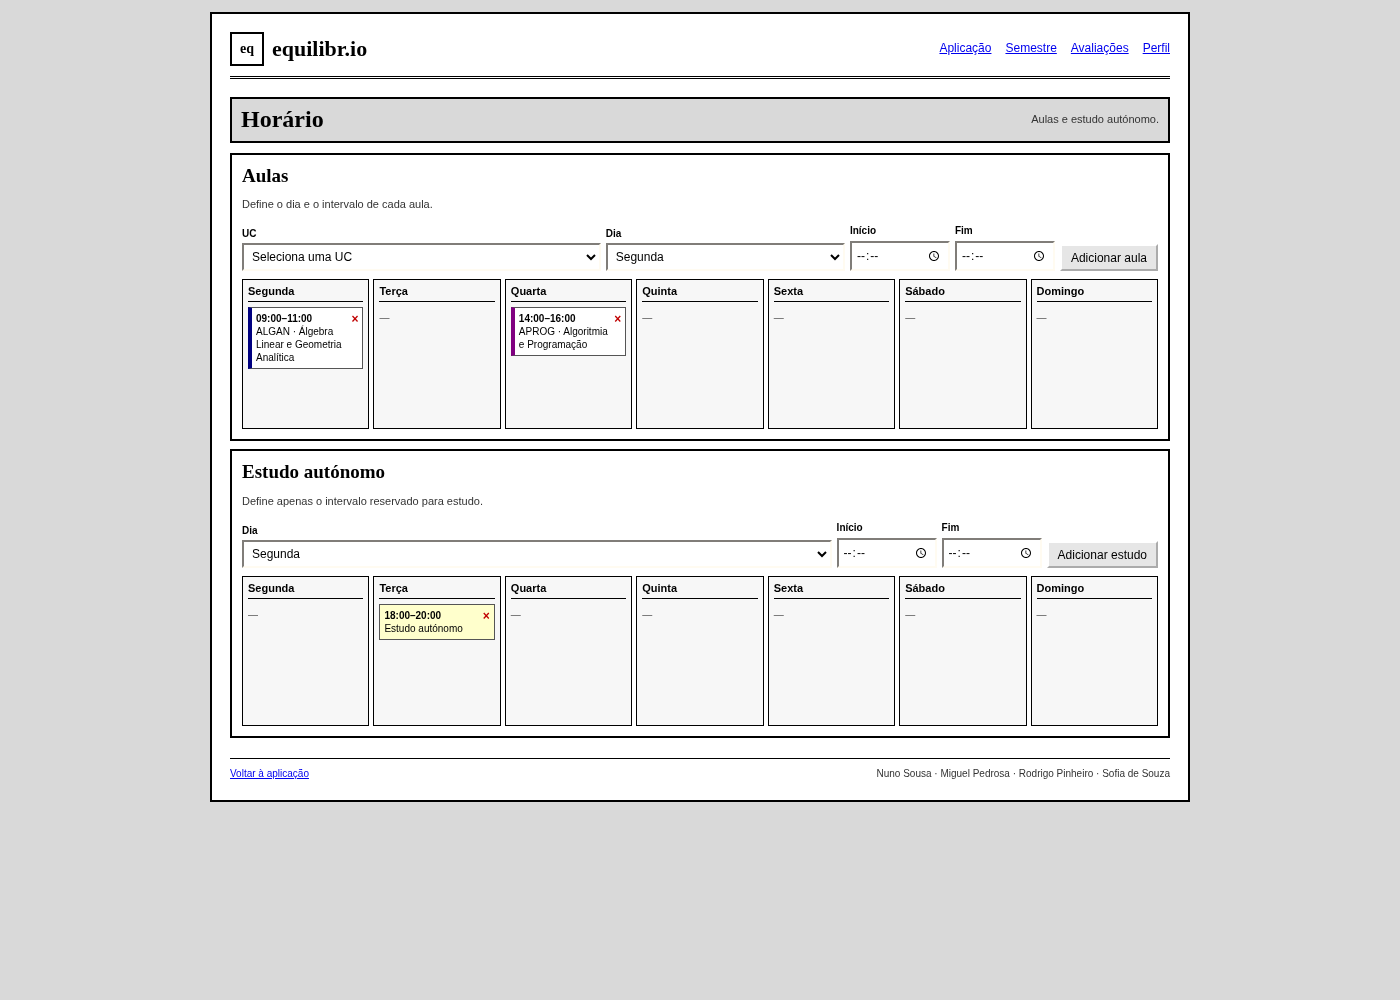 eq equilibr.io
Aplicação Semestre Avaliações Perfil
Horário
Aulas e estudo autónomo.
Aulas
Define o dia e o intervalo de cada aula.
UC Dia Início Fim
Seleciona uma UC Segunda --:-- --:-- Adicionar aula
Segunda Terça Quarta Quinta Sexta Sábado Domingo
09:00–11:00 ×
ALGAN · Álgebra
Linear e Geometria
Analítica
—
14:00–16:00 ×
APROG · Algoritmia
e Programação
—
—
—
—
Estudo autónomo
Define apenas o intervalo reservado para estudo.
Dia Início Fim
Segunda --:-- --:-- Adicionar estudo
Segunda Terça Quarta Quinta Sexta Sábado Domingo
—
18:00–20:00 ×
Estudo autónomo
—
—
—
—
—
Voltar à aplicação
Nuno Sousa · Miguel Pedrosa · Rodrigo Pinheiro · Sofia de Souza